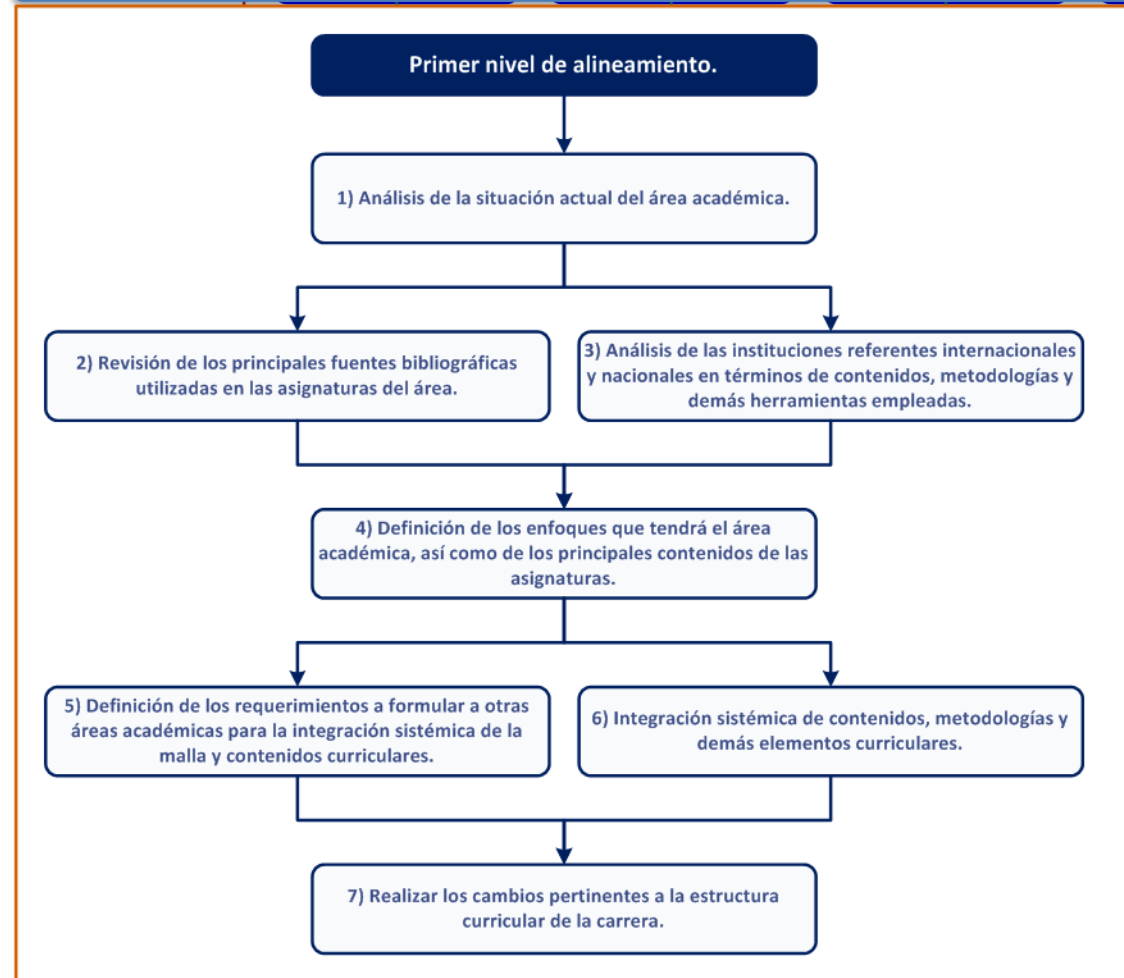 Primer nivel de alineamiento.
1) Análisis de la situación actual del área académica.
2) Revisión de los principales fuentes bibliográficas
utilizadas en las asignaturas del área.
3) Análisis de las instituciones referentes internacionales
y nacionales en términos de contenidos, metodologías y
demás herramientas empleadas.
4) Definición de los enfoques que tendrá el área
académica, así como de los principales contenidos de las
asignaturas.
5) Definición de los requerimientos a formular a otras
áreas académicas para la integración sistémica de la
malla y contenidos curriculares.
6) Integración sistémica de contenidos, metodologías y
demás elementos curriculares.
7) Realizar los cambios pertinentes a la estructura
curricular de la carrera.